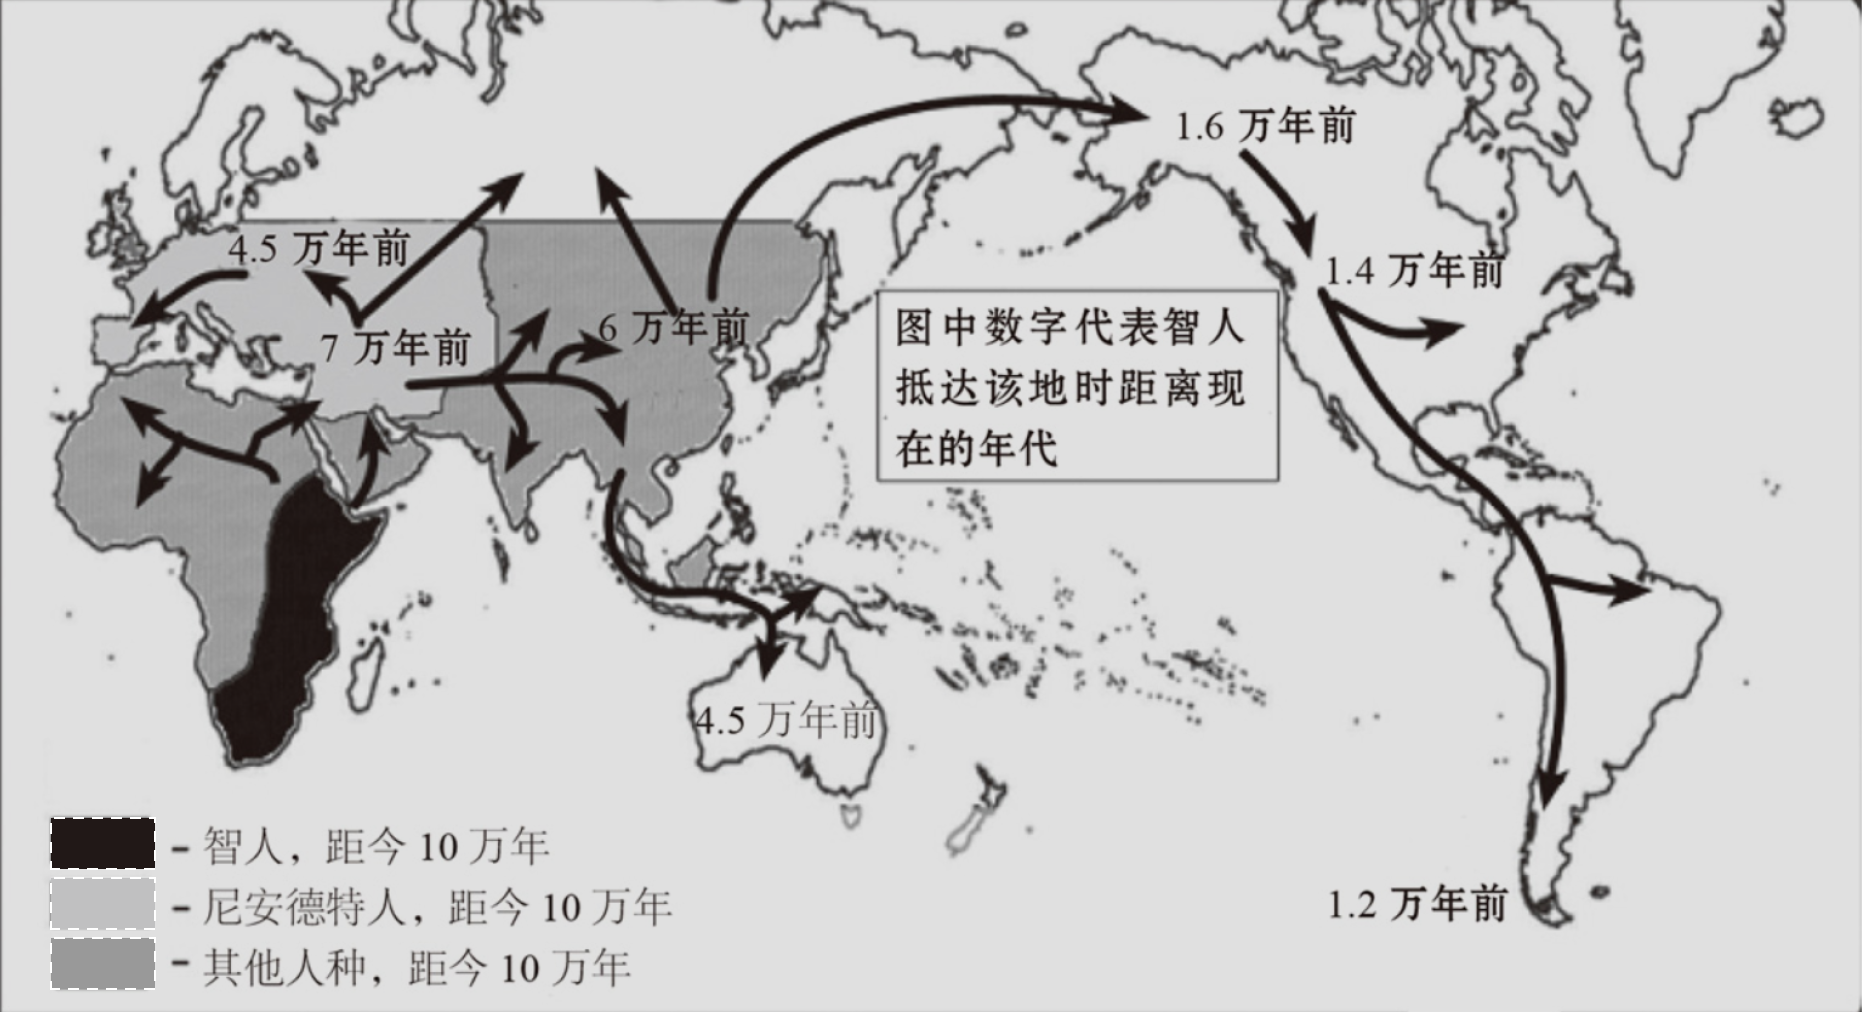 1.6 万年前
4.5 万年前
1.4 万年前
7 万年前
6 万年前
图中数字代表智人
抵达该地时距离现
在的年代
4.5 万年前
1.2 万年前
- 智人，距今 10 万年
- 尼安德特人，距今 10 万年
- 其他人种，距今 10 万年